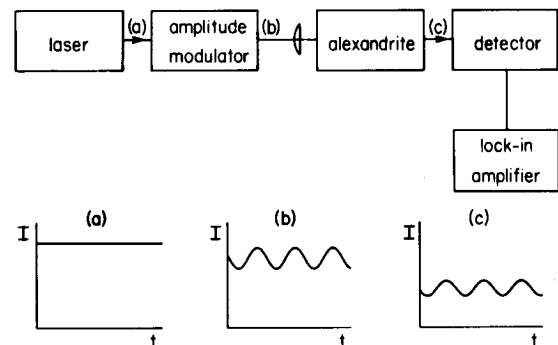 (a)
(b)
(c)
laser
amplitude
modulator
alexandrite
detector
lock-in
amplifier
(a)
(b)
(c)
I
I
I
t
t
t